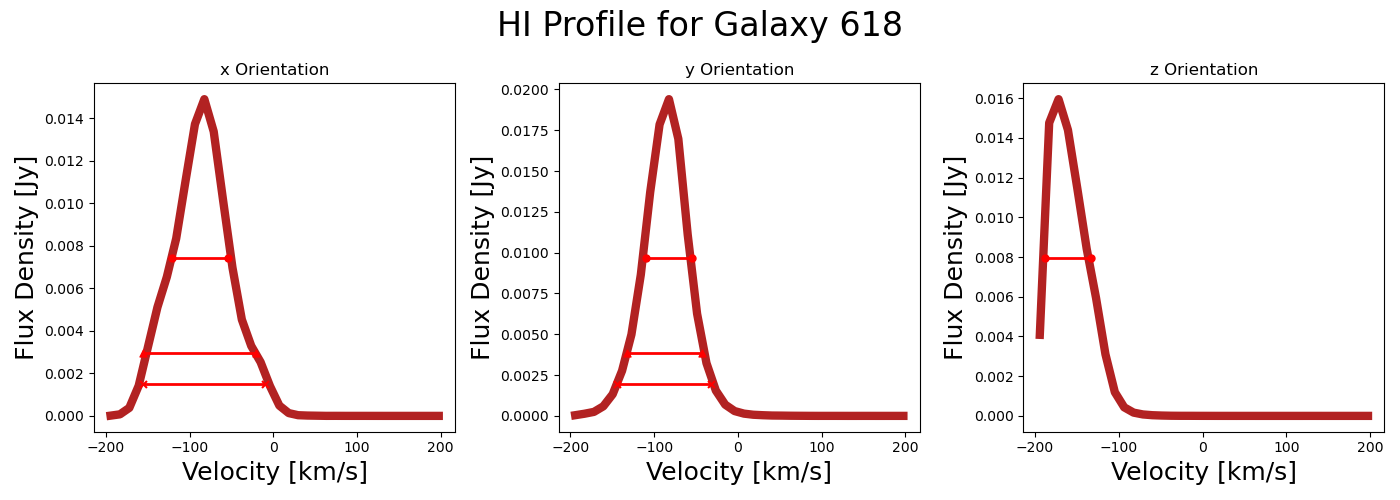 HI Profile for Galaxy 618
x Orientation
Flux Density [Jy]
0.014
0.012
0.010
0.008
0.006
0.004
0.002
0.000
−200 −100 0 100 200
Velocity [km/s]
y Orientation
Flux Density [Jy]
0.0200
0.0175
0.0150
0.0125
0.0100
0.0075
0.0050
0.0025
0.0000
−200 −100 0 100 200
Velocity [km/s]
z Orientation
Flux Density [Jy]
0.016
0.014
0.012
0.010
0.008
0.006
0.004
0.002
0.000
−200 −100 0 100 200
Velocity [km/s]